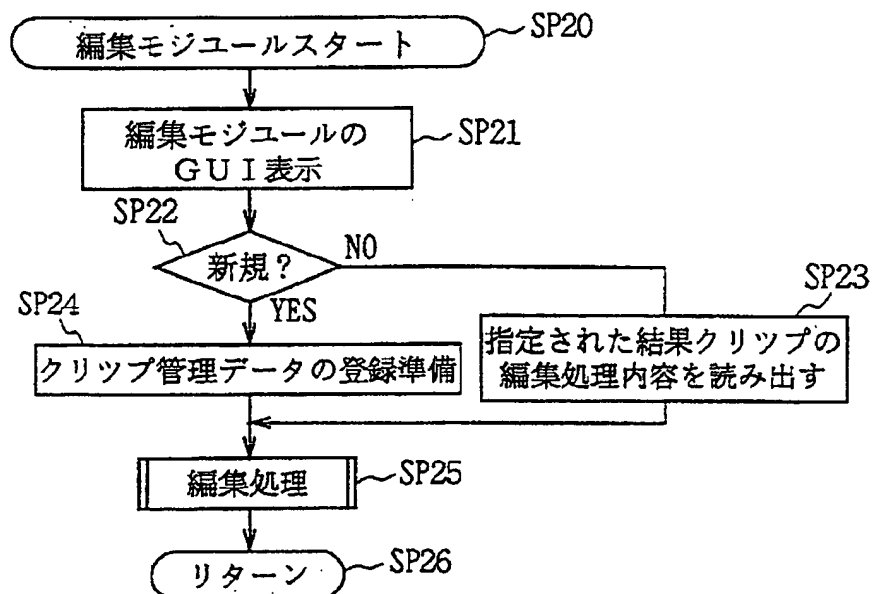 編集モジユールスタート
SP20
編集モジユールの
GUI表示
SP21
SP22
新規?
NO
YES
SP23
指定された結果クリツプの
編集処理内容を読み出す
SP24
クリツプ管理データの登録準備
編集処理
SP25
リターン
SP26